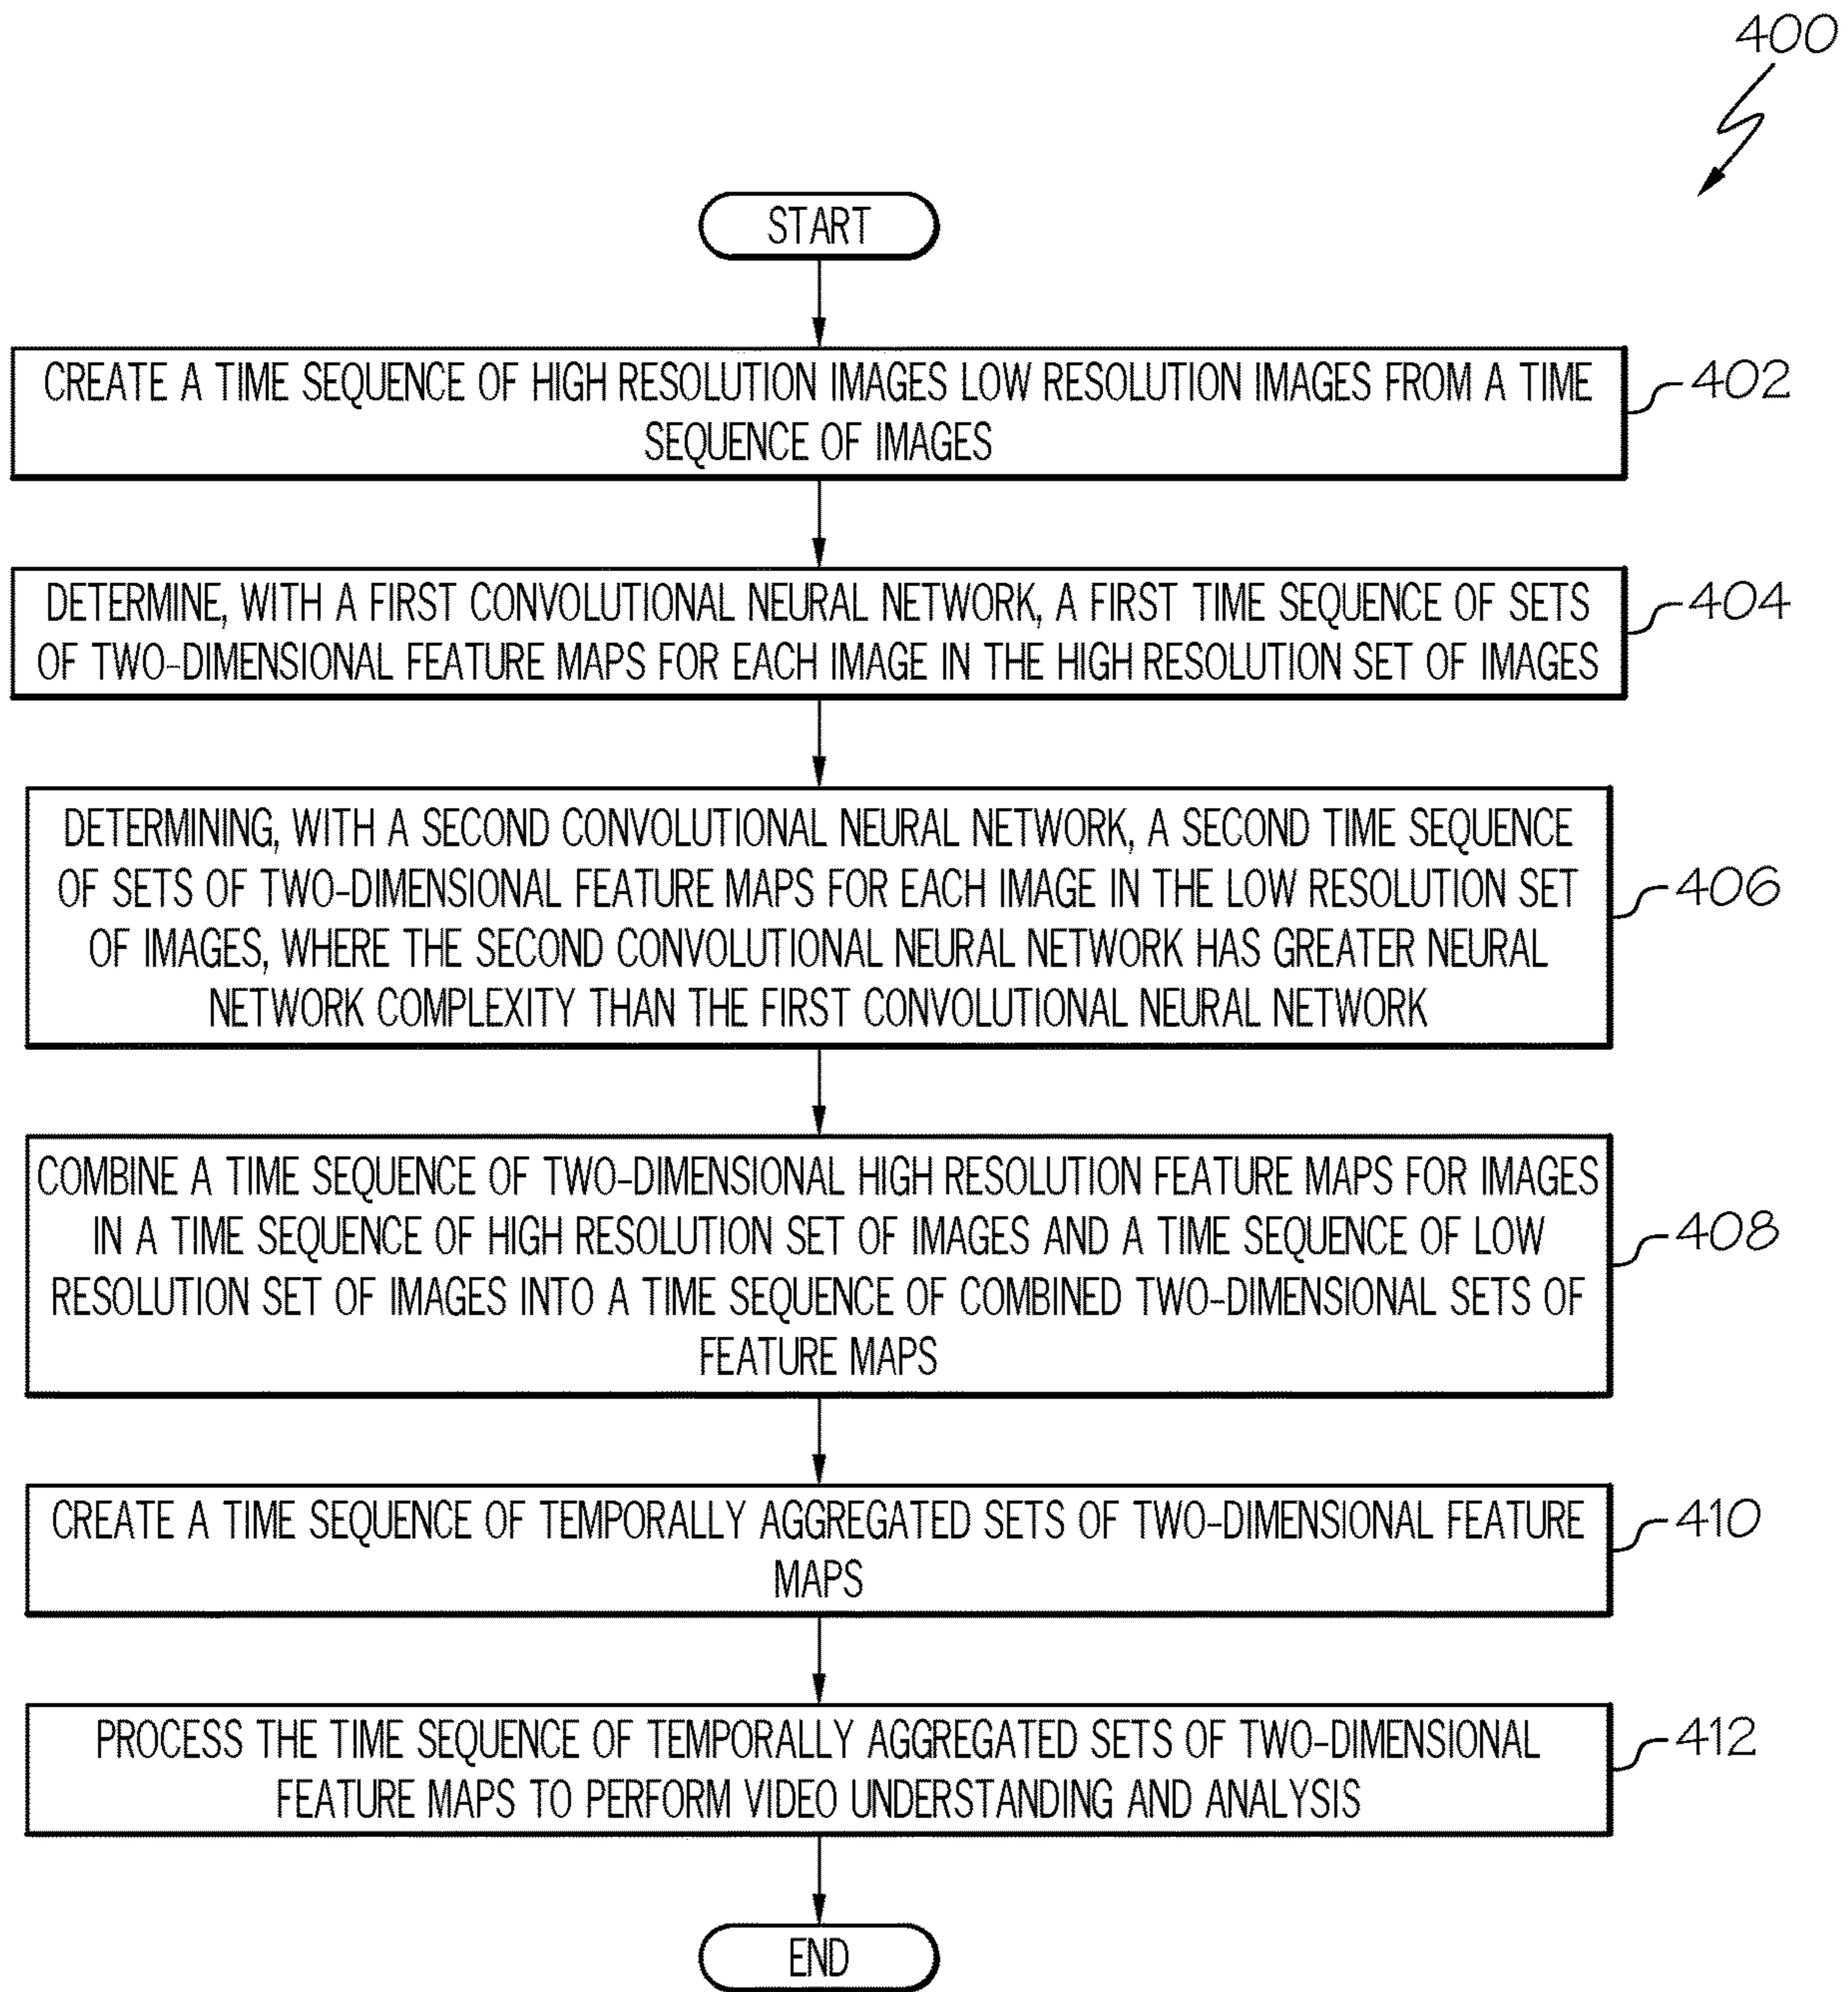 400
START
CREATE A TIME SEQUENCE OF HIGH RESOLUTION IMAGES LOW RESOLUTION IMAGES FROM A TIME
SEQUENCE OF IMAGES
402
DETERMINE, WITH A FIRST CONVOLUTIONAL NEURAL NETWORK, A FIRST TIME SEQUENCE OF SETS
OF TWO-DIMENSIONAL FEATURE MAPS FOR EACH IMAGE IN THE HIGH RESOLUTION SET OF IMAGES
404
DETERMINING, WITH A SECOND CONVOLUTIONAL NEURAL NETWORK, A SECOND TIME SEQUENCE
OF SETS OF TWO-DIMENSIONAL FEATURE MAPS FOR EACH IMAGE IN THE LOW RESOLUTION SET
OF IMAGES, WHERE THE SECOND CONVOLUTIONAL NEURAL NETWORK HAS GREATER NEURAL
NETWORK COMPLEXITY THAN THE FIRST CONVOLUTIONAL NEURAL NETWORK
406
COMBINE A TIME SEQUENCE OF TWO-DIMENSIONAL HIGH RESOLUTION FEATURE MAPS FOR IMAGES
IN A TIME SEQUENCE OF HIGH RESOLUTION SET OF IMAGES AND A TIME SEQUENCE OF LOW
RESOLUTION SET OF IMAGES INTO A TIME SEQUENCE OF COMBINED TWO-DIMENSIONAL SETS OF
FEATURE MAPS
408
CREATE A TIME SEQUENCE OF TEMPORALLY AGGREGATED SETS OF TWO-DIMENSIONAL FEATURE
MAPS
410
PROCESS THE TIME SEQUENCE OF TEMPORALLY AGGREGATED SETS OF TWO-DIMENSIONAL
FEATURE MAPS TO PERFORM VIDEO UNDERSTANDING AND ANALYSIS
412
END